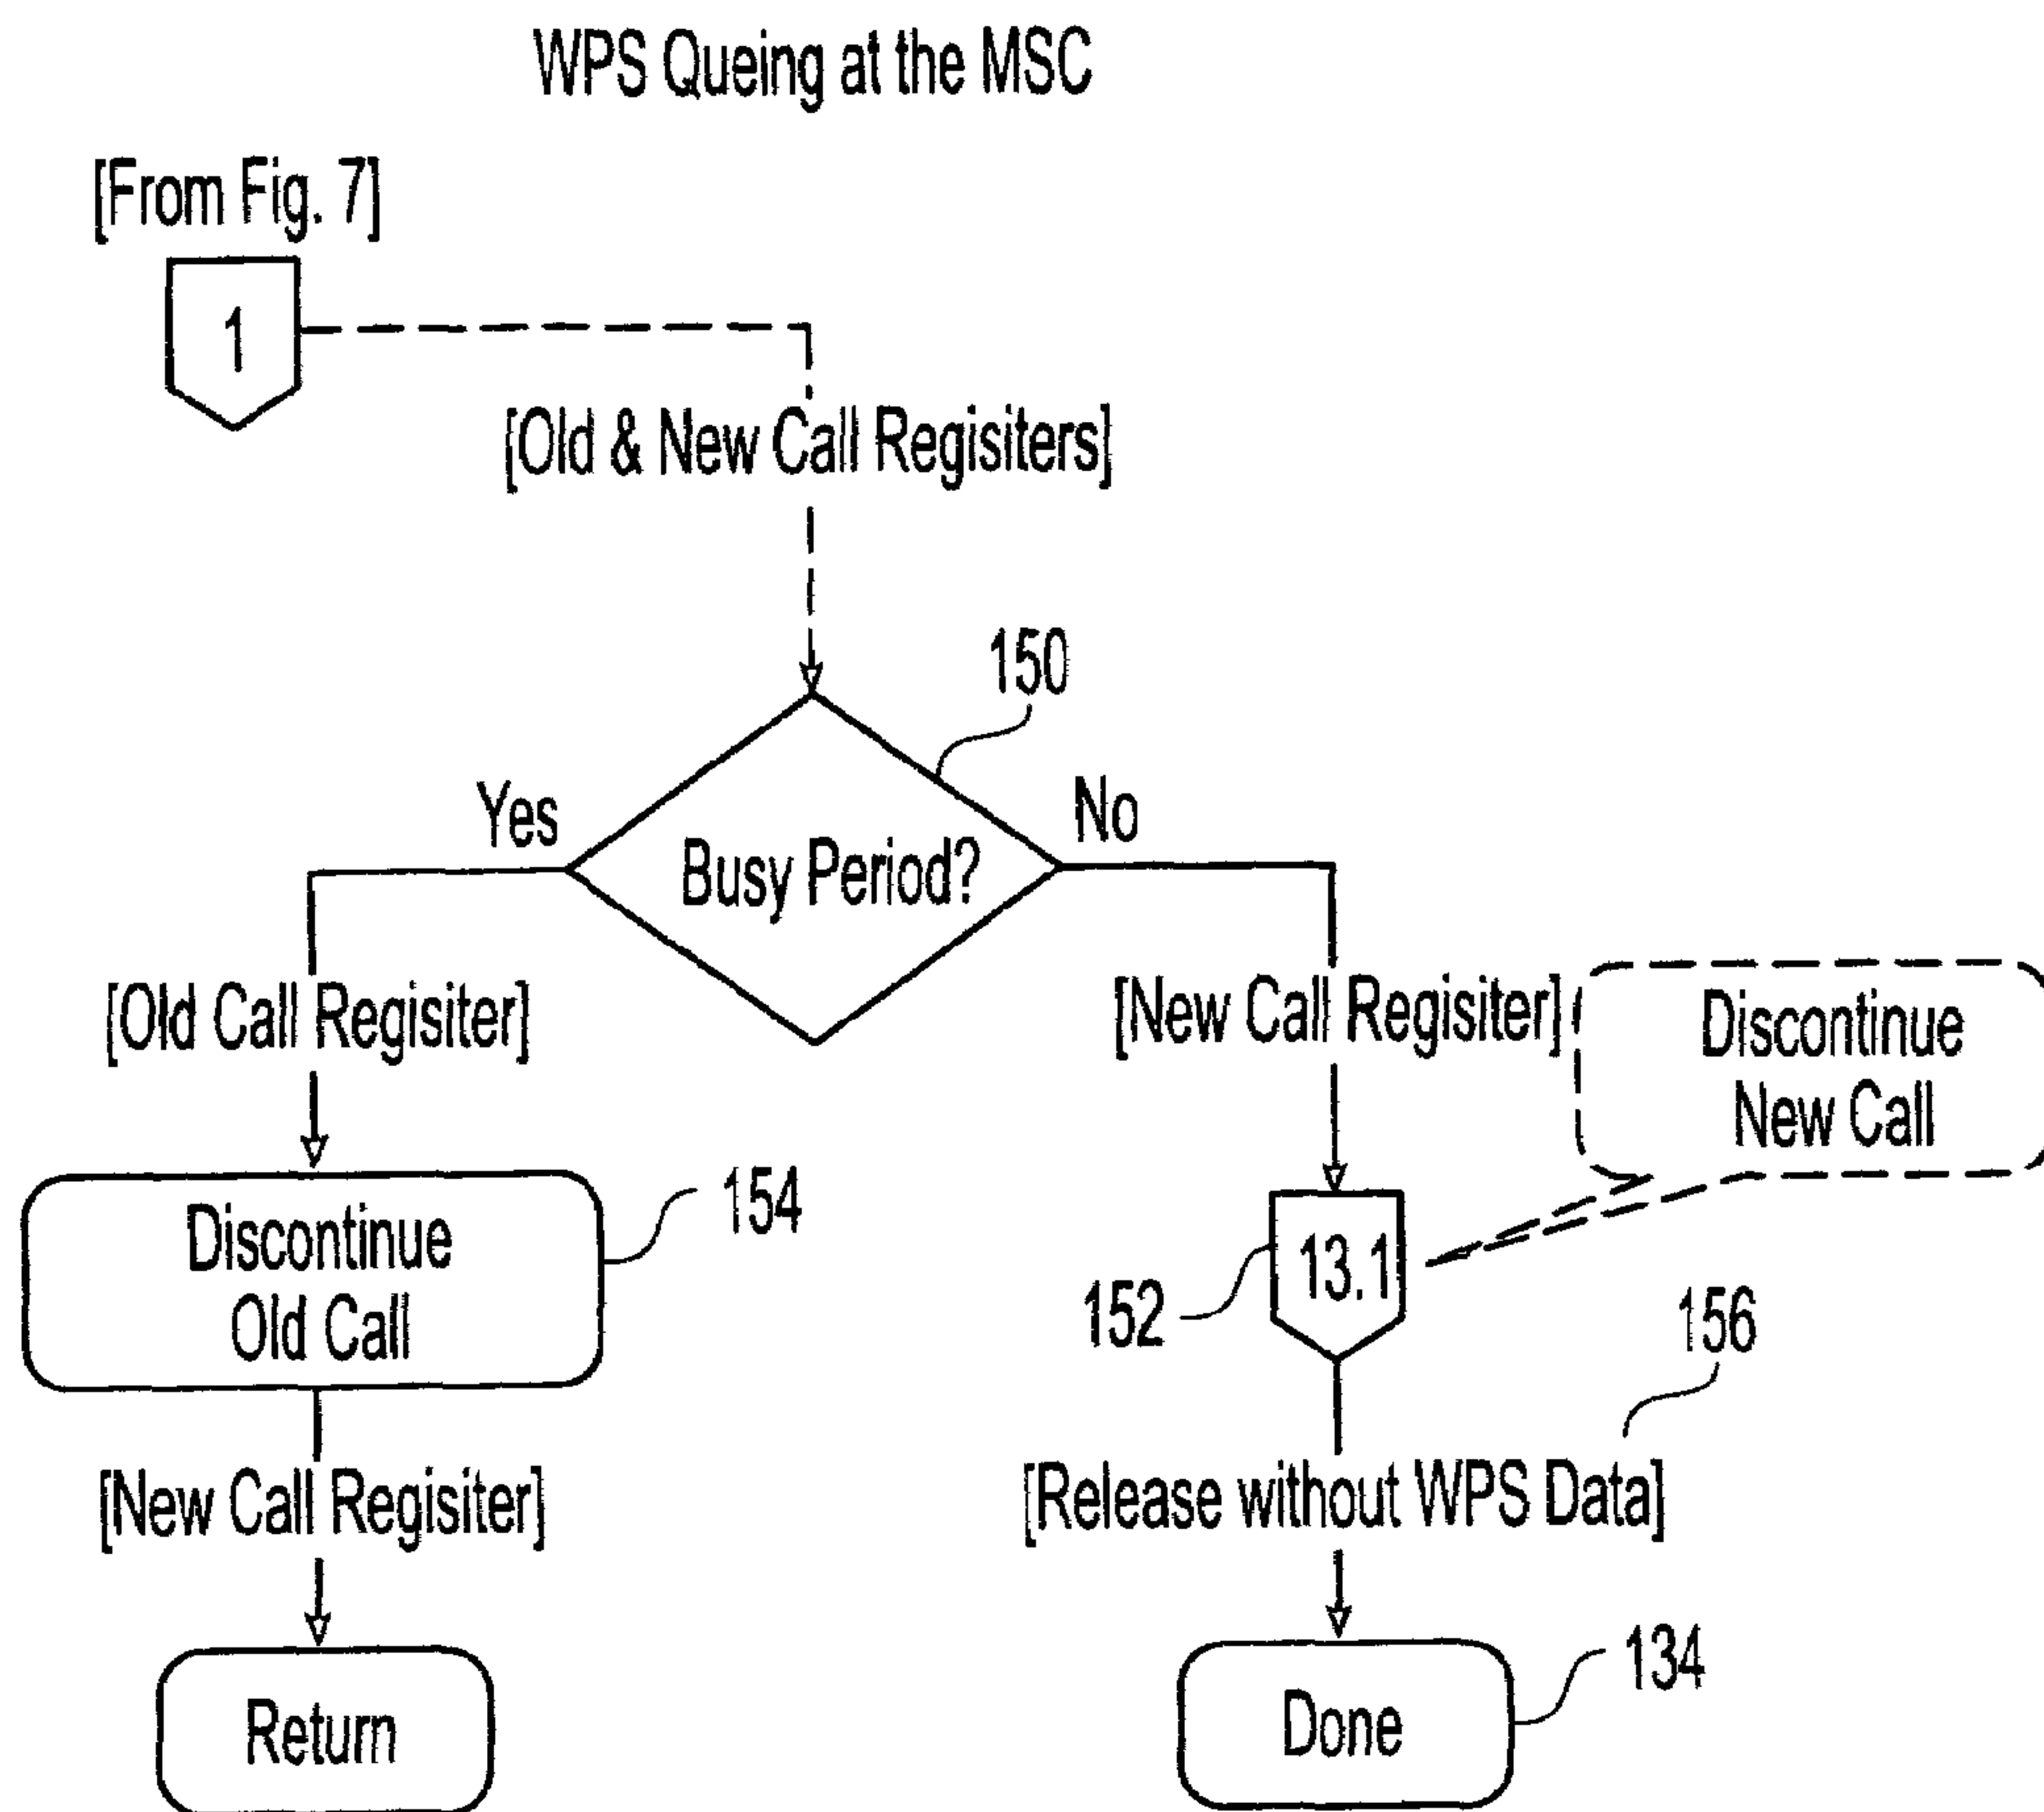 WPS Queing at the MSC
[From Fig. 7]
1
[Old & New Call Regisiters]
150
Yes
No
Busy Period?
[Old Call Regisiter]
[New Call Regisiter]
Discontinue
New Call
Discontinue
Old Call
154
13.1
152
156
[New Call Regisiter]
[Release without WPS Data]
Return
Done
134